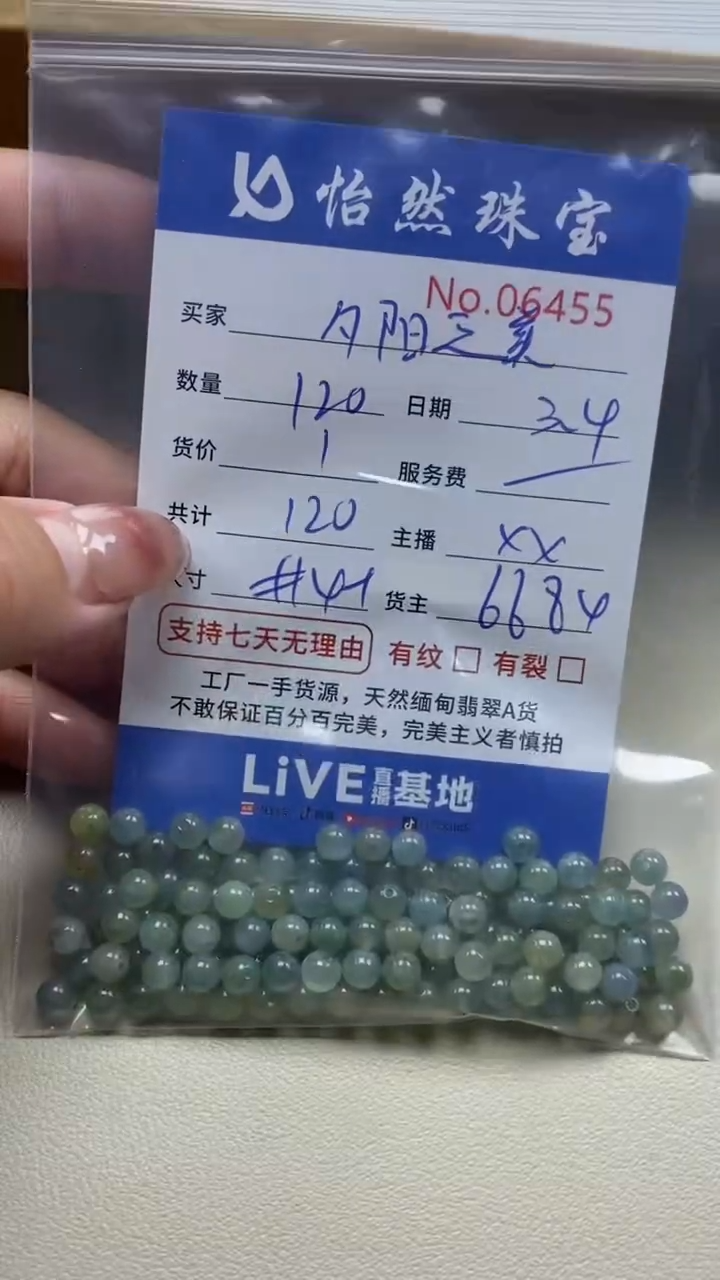 怡然珠宝
No.06455
买家 夕阳之美
数量 120 日期 3.4
货价 1 服务费
共计 120 主播 XX
寸 #41 货主 6684
支持七天无理由 有纹 有裂
工厂一手货源，天然缅甸翡翠A货
不敢保证百分百完美，完美主义者慎拍
LiVE直播基地